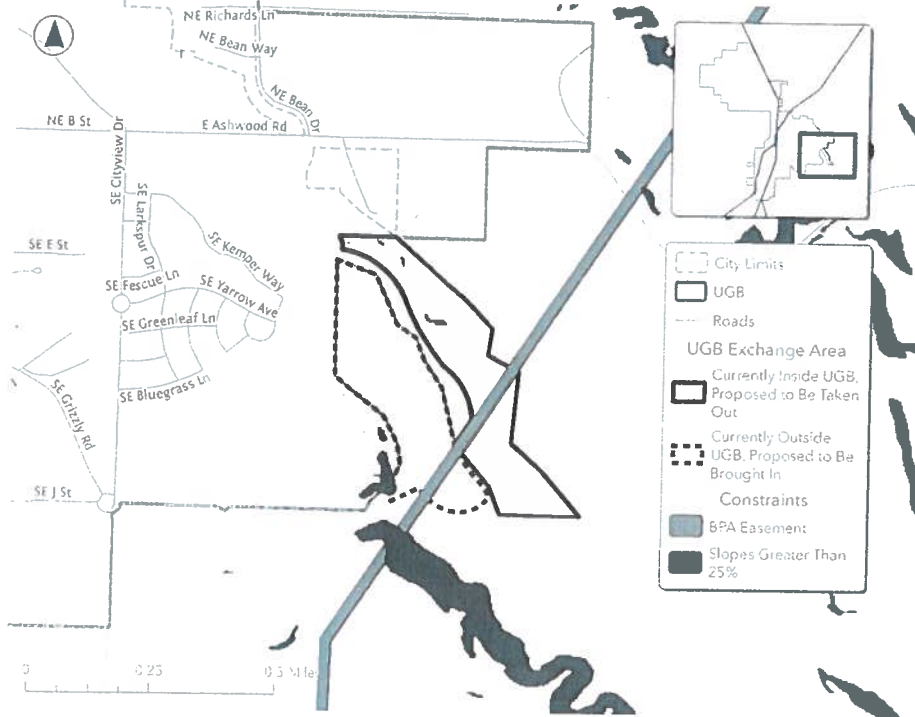 NE Richards Ln
NE Bean Way
NE Bean Dr
NE B St
E Ashwood Rd
SE Cityview Dr
SE Larkspur Dr
SE Kemper Way
SE E St
SE Fescue Ln
SE Yarrow Ave
SE Greenleaf Ln
SE Bluegrass Ln
SE Grizzly Rd
SE J St
0
0.25
0.5 Miles
City Limits
UGB
Roads
UGB Exchange Area
Currently Inside UGB,
Proposed to Be Taken
Out
Currently Outside
UGB, Proposed to Be
Brought In
Constraints
BPA Easement
Slopes Greater Than
25%